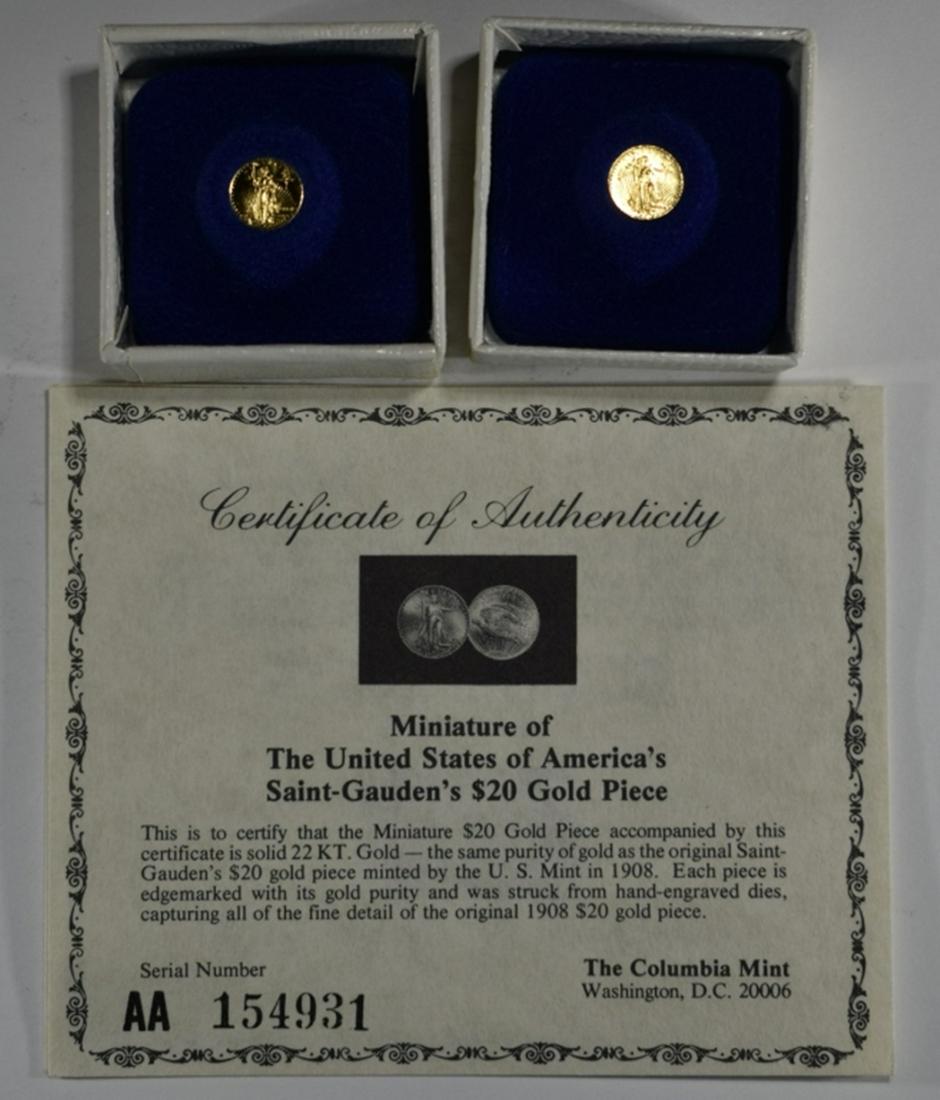 Certificate of Authenticity
Miniature of
The United States of America's
Saint-Gauden's $20 Gold Piece
This is to certify that the Miniature $20 Gold Piece accompanied by this
certificate is solid 22 KT. Gold — the same purity of gold as the original Saint-
Gauden's $20 gold piece minted by the U. S. Mint in 1908. Each piece is
edgemarked with its gold purity and was struck from hand-engraved dies,
capturing all of the fine detail of the original 1908 $20 gold piece.
Serial Number
AA 154931
The Columbia Mint
Washington, D.C. 20006